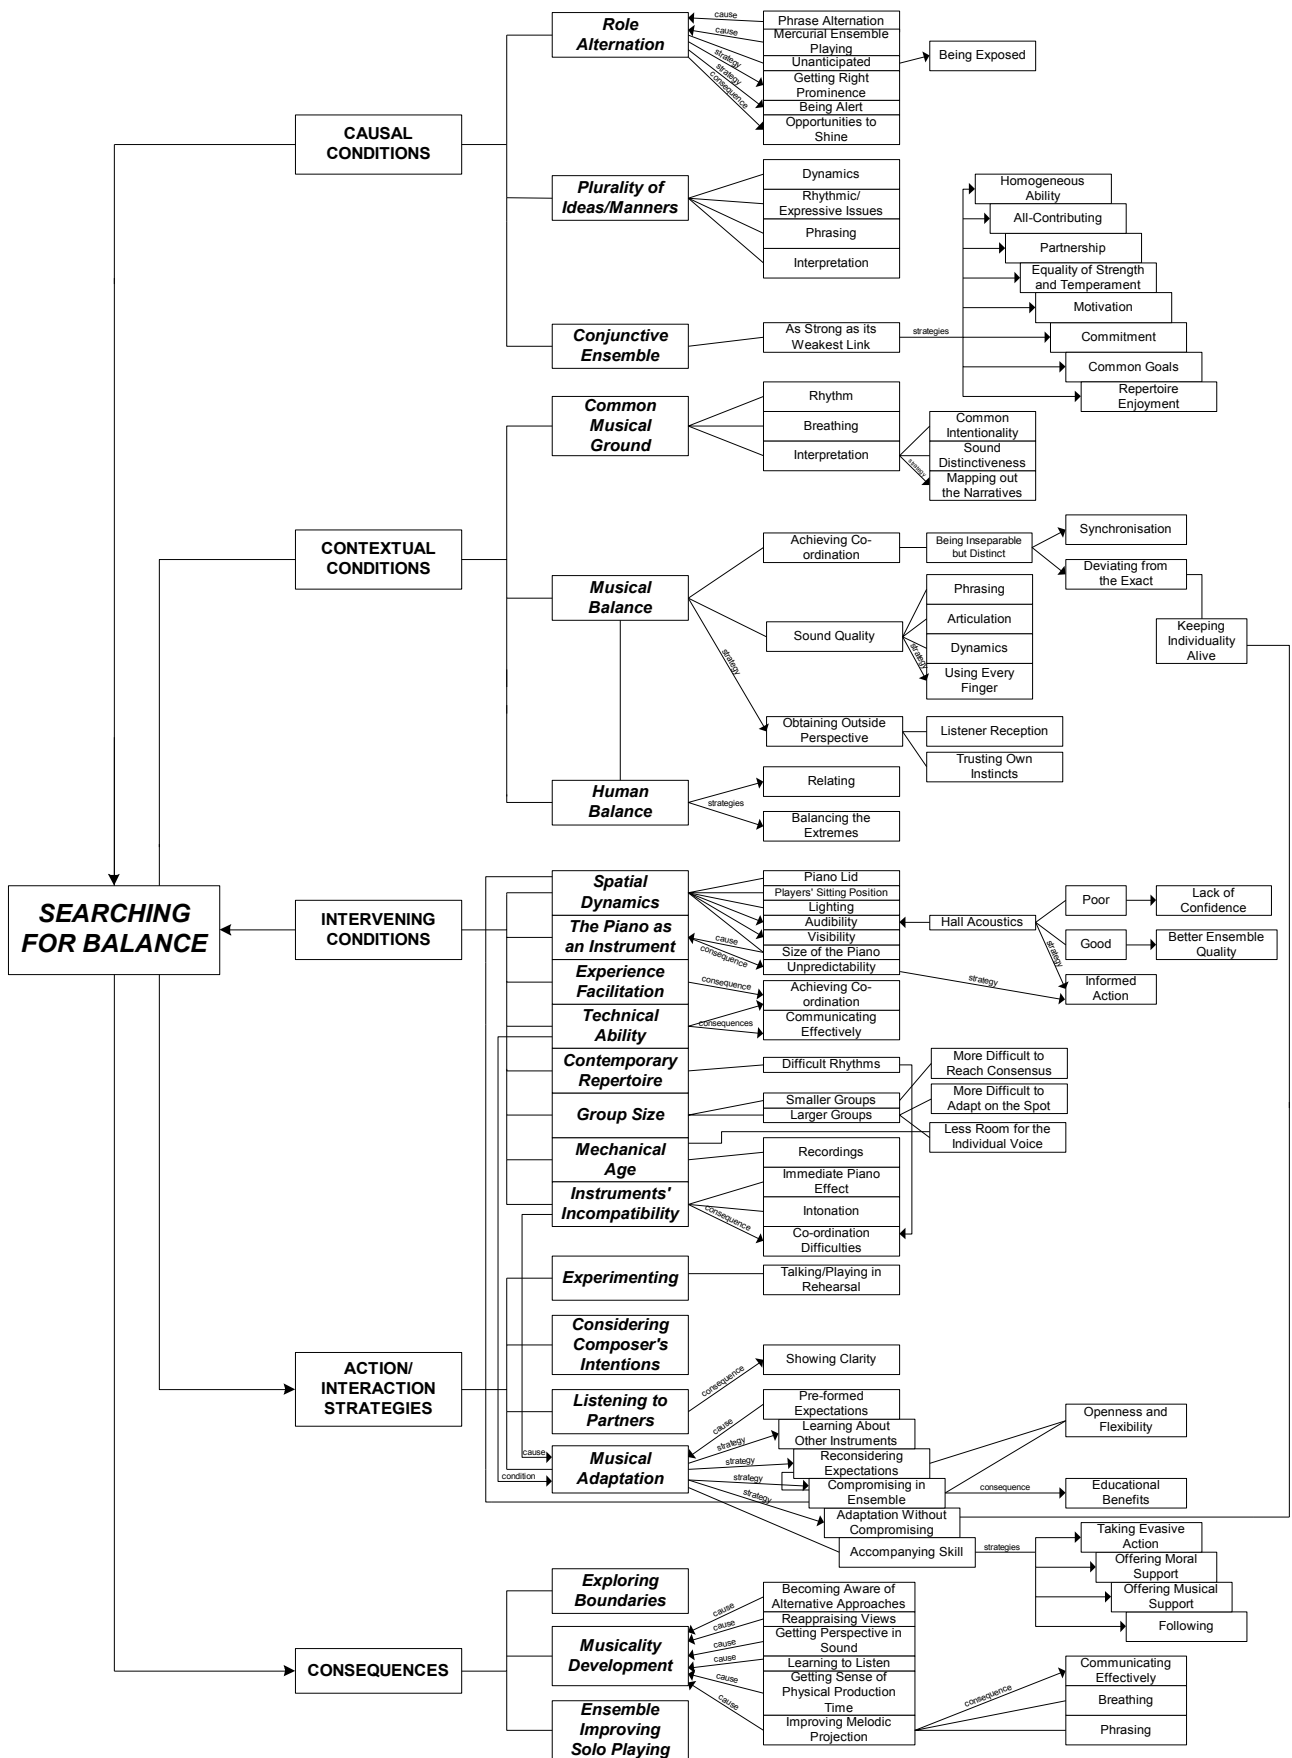 SEARCHING
FOR BALANCE
CAUSAL
CONDITIONS
Role
Alternation
cause
cause
strategy
strategy
consequence
Phrase Alternation
Mercurial Ensemble
Playing
Unanticipated
Getting Right
Prominence
Being Alert
Opportunities to
Shine
Being Exposed
Plurality of
Ideas/Manners
Dynamics
Rhythmic/
Expressive Issues
Phrasing
Interpretation
Conjunctive
Ensemble
As Strong as its
Weakest Link
strategies
Homogeneous
Ability
All-Contributing
Partnership
Equality of Strength
and Temperament
Motivation
Commitment
Common Goals
Repertoire
Enjoyment
CONTEXTUAL
CONDITIONS
Common
Musical
Ground
Rhythm
Breathing
Interpretation
strategy
Common
Intentionality
Sound
Distinctiveness
Mapping out
the Narratives
Musical
Balance
strategy
Achieving Co-
ordination
Being Inseparable
but Distinct
Synchronisation
Deviating from
the Exact
Keeping
Individuality
Alive
Sound Quality
strategy
Phrasing
Articulation
Dynamics
Using Every
Finger
Obtaining Outside
Perspective
Listener Reception
Trusting Own
Instincts
Human
Balance
strategies
Relating
Balancing the
Extremes
INTERVENING
CONDITIONS
Spatial
Dynamics
Piano Lid
Players' Sitting Position
Lighting
Audibility
Visibility
Size of the Piano
Unpredictability
Hall Acoustics
Poor
Lack of
Confidence
Good
Better Ensemble
Quality
strategy
Informed
Action
strategy
The Piano as
an Instrument
cause
consequence
Experience
Facilitation
consequence
Achieving Co-
ordination
Communicating
Effectively
Technical
Ability
consequences
Contemporary
Repertoire
Difficult Rhythms
Group Size
Smaller Groups
Larger Groups
More Difficult to
Reach Consensus
More Difficult to
Adapt on the Spot
Less Room for the
Individual Voice
Mechanical
Age
Recordings
Immediate Piano
Effect
Intonation
Co-ordination
Difficulties
Instruments'
Incompatibility
consequence
ACTION/
INTERACTION
STRATEGIES
Experimenting
Talking/Playing in
Rehearsal
Considering
Composer's
Intentions
Listening to
Partners
consequence
Showing Clarity
cause
condition
Musical
Adaptation
cause
strategy
strategy
strategy
strategy
Pre-formed
Expectations
Learning About
Other Instruments
Reconsidering
Expectations
Compromising in
Ensemble
Adaptation Without
Compromising
Accompanying Skill
Openness and
Flexibility
consequence
Educational
Benefits
strategies
Taking Evasive
Action
Offering Moral
Support
Offering Musical
Support
Following
CONSEQUENCES
Exploring
Boundaries
Musicality
Development
cause
cause
cause
cause
cause
cause
Becoming Aware of
Alternative Approaches
Reappraising Views
Getting Perspective in
Sound
Learning to Listen
Getting Sense of
Physical Production
Time
Improving Melodic
Projection
consequence
Communicating
Effectively
Breathing
Phrasing
Ensemble
Improving
Solo Playing